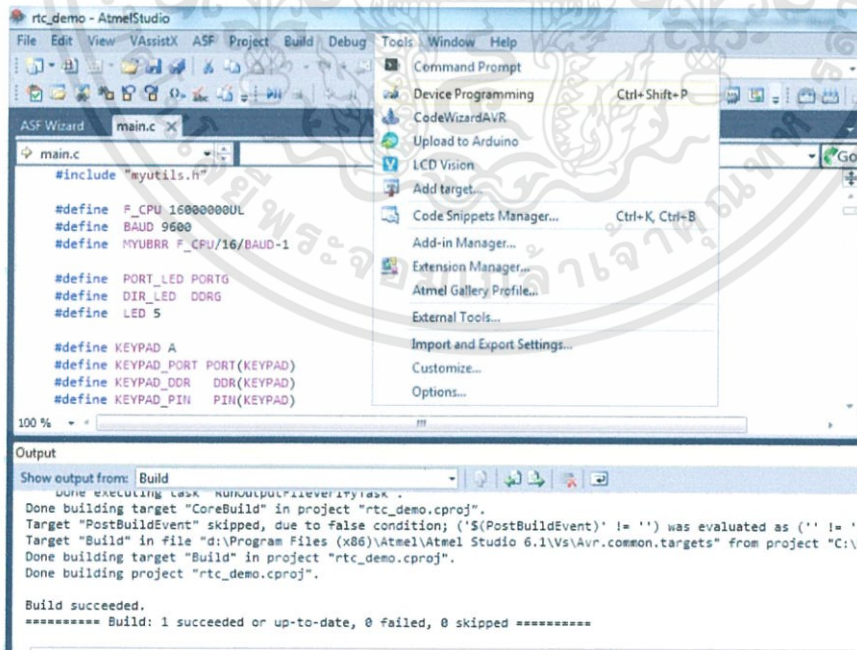 rtc_demo - AtmelStudio
File Edit View VAssistX ASF Project Build Debug Tools Window Help
Command Prompt
Device Programming Ctrl+Shift+P
CodeWizardAVR
Upload to Arduino
LCD Vision
Add target...
Code Snippets Manager... Ctrl+K, Ctrl+B
Add-in Manager...
Extension Manager...
Atmel Gallery Profile...
External Tools...
Import and Export Settings...
Customize...
Options...
ASF Wizard main.c
main.c
Go
#include "myutils.h"
#define F_CPU 16000000UL
#define BAUD 9600
#define MYUBRR F_CPU/16/BAUD-1
#define PORT_LED PORTG
#define DIR_LED DDRG
#define LED 5
#define KEYPAD A
#define KEYPAD_PORT PORT(KEYPAD)
#define KEYPAD_DDR DDR(KEYPAD)
#define KEYPAD_PIN PIN(KEYPAD)
100 %
Output
Show output from: Build
Done executing task "RunOutputFileVerifyTask".
Done building target "CoreBuild" in project "rtc_demo.cproj".
Target "PostBuildEvent" skipped, due to false condition; ('$(PostBuildEvent)' != '') was evaluated as ('' != '
Target "Build" in file "d:\Program Files (x86)\Atmel\Atmel Studio 6.1\Vs\Avr.common.targets" from project "C:\
Done building target "Build" in project "rtc_demo.cproj".
Done building project "rtc_demo.cproj".
Build succeeded.
========== Build: 1 succeeded or up-to-date, 0 failed, 0 skipped ==========